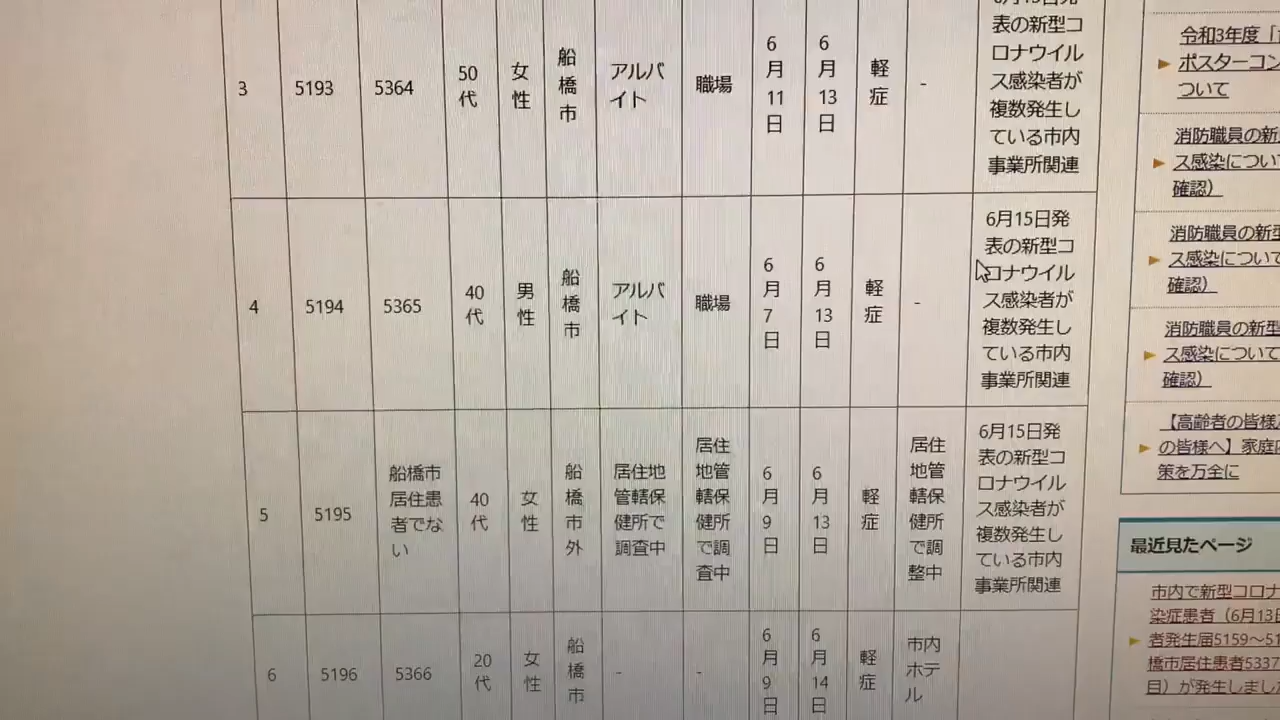 6月15日発
表の新型コ
ロナウイル
ス感染者が
複数発生し
ている市内
事業所関連
3
5193
5364
50
代
女
性
船
橋
市
アルバ
イト
職場
6
月
11
日
6
月
13
日
軽
症
-
4
5194
5365
40
代
男
性
船
橋
市
アルバ
イト
職場
6
月
7
日
6
月
13
日
軽
症
-
6月15日発
表の新型コ
ロナウイル
ス感染者が
複数発生し
ている市内
事業所関連
5
5195
船橋市
居住患
者でな
い
40
代
女
性
船
橋
市
外
居住地
管轄保
健所で
調査中
居住
地管
轄保
健所
で調
査中
6
月
9
日
6
月
13
日
軽
症
居住
地管
轄保
健所
で調
整中
6月15日発
表の新型コ
ロナウイル
ス感染者が
複数発生し
ている市内
事業所関連
6
5196
5366
20
代
女
性
船
橋
市
-
-
6
月
9
日
6
月
14
日
軽
症
市内
ホテ
ル
令和3年度「
ポスターコン
ついて
消防職員の新
ス感染につい
確認）
消防職員の新型
ス感染について
確認）
消防職員の新型
ス感染について
確認）
【高齢者の皆様
の皆様へ】家庭
策を万全に
最近見たページ
市内で新型コロナ
染症患者（6月13
者発生届5159～5
橋市居住患者5337
目）が発生しまし